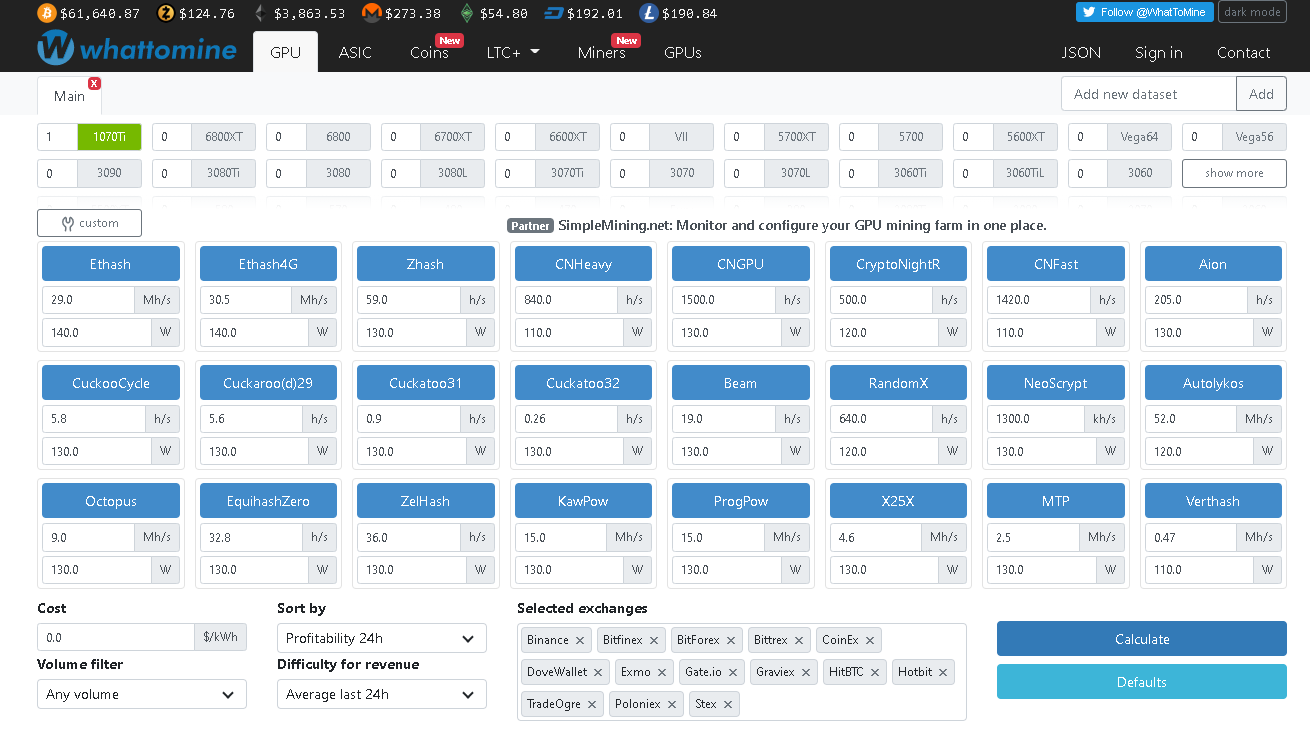 $61,640.87 $124.76 $3,863.53 $273.38 $54.80 $192.01 $190.84 Follow @WhatToMine dark mode
whattomine GPU ASIC Coins New LTC+ Miners New GPUs JSON Sign in Contact
Main x Add new dataset Add
1 1070Ti 0 6800XT 0 6800 0 6700XT 0 6600XT 0 VII 0 5700XT 0 5700 0 5600XT 0 Vega64 0 Vega56
0 3090 0 3080Ti 0 3080 0 3080L 0 3070Ti 0 3070 0 3070L 0 3060Ti 0 3060TiL 0 3060 show more
custom Partner SimpleMining.net: Monitor and configure your GPU mining farm in one place.
Ethash Ethash4G Zhash CNHeavy CNGPU CryptoNightR CNFast Aion
29.0 Mh/s 30.5 Mh/s 59.0 h/s 840.0 h/s 1500.0 h/s 500.0 h/s 1420.0 h/s 205.0 h/s
140.0 W 140.0 W 130.0 W 110.0 W 130.0 W 120.0 W 110.0 W 130.0 W
CuckooCycle Cuckaroo(d)29 Cuckatoo31 Cuckatoo32 Beam RandomX NeoScrypt Autolykos
5.8 h/s 5.6 h/s 0.9 h/s 0.26 h/s 19.0 h/s 640.0 h/s 1300.0 kh/s 52.0 Mh/s
130.0 W 130.0 W 130.0 W 130.0 W 130.0 W 120.0 W 130.0 W 120.0 W
Octopus EquihashZero ZelHash KawPow ProgPow X25X MTP Verthash
9.0 Mh/s 32.8 h/s 36.0 h/s 15.0 Mh/s 15.0 Mh/s 4.6 Mh/s 2.5 Mh/s 0.47 Mh/s
130.0 W 130.0 W 130.0 W 130.0 W 130.0 W 130.0 W 130.0 W 110.0 W
Cost Sort by Selected exchanges
0.0 $/kWh Profitability 24h Binance × Bitfinex × BitForex × Bittrex × CoinEx × Calculate
Volume filter Difficulty for revenue DoveWallet × Exmo × Gate.io × Graviex × HitBTC × Hotbit × Defaults
Any volume Average last 24h TradeOgre × Poloniex × Stex ×